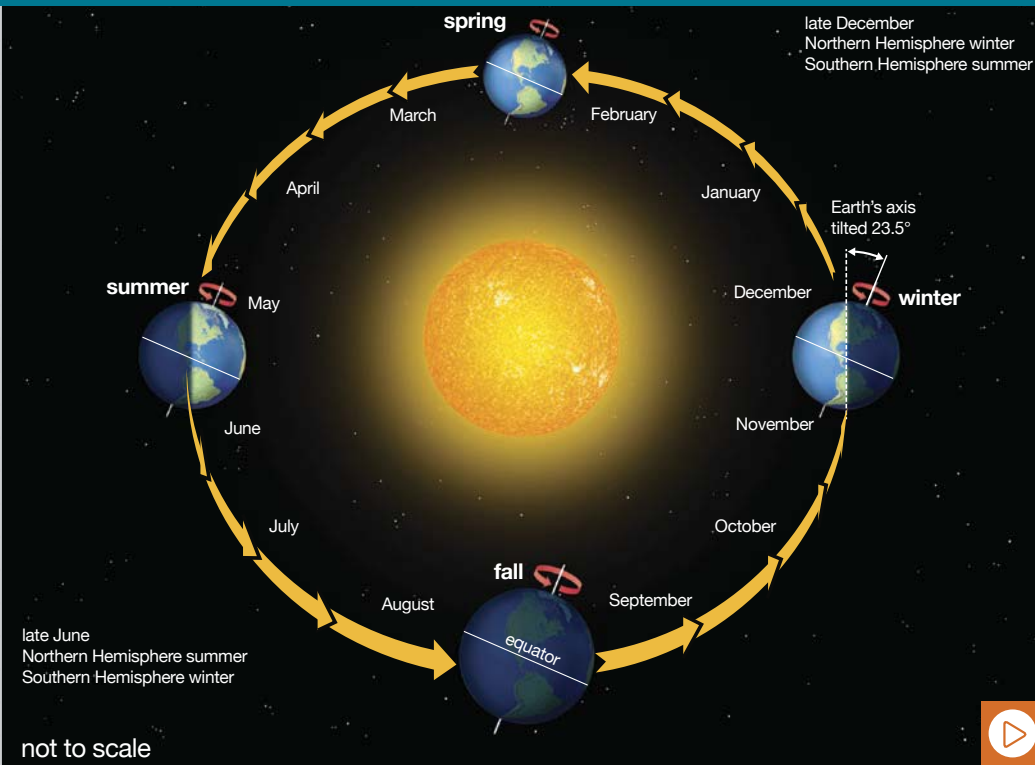 spring
late December
Northern Hemisphere winter
Southern Hemisphere summer
March
February
April
January
Earth's axis
tilted 23.5°
summer
May
December
winter
June
November
July
October
fall
August
September
equator
late June
Northern Hemisphere summer
Southern Hemisphere winter
not to scale